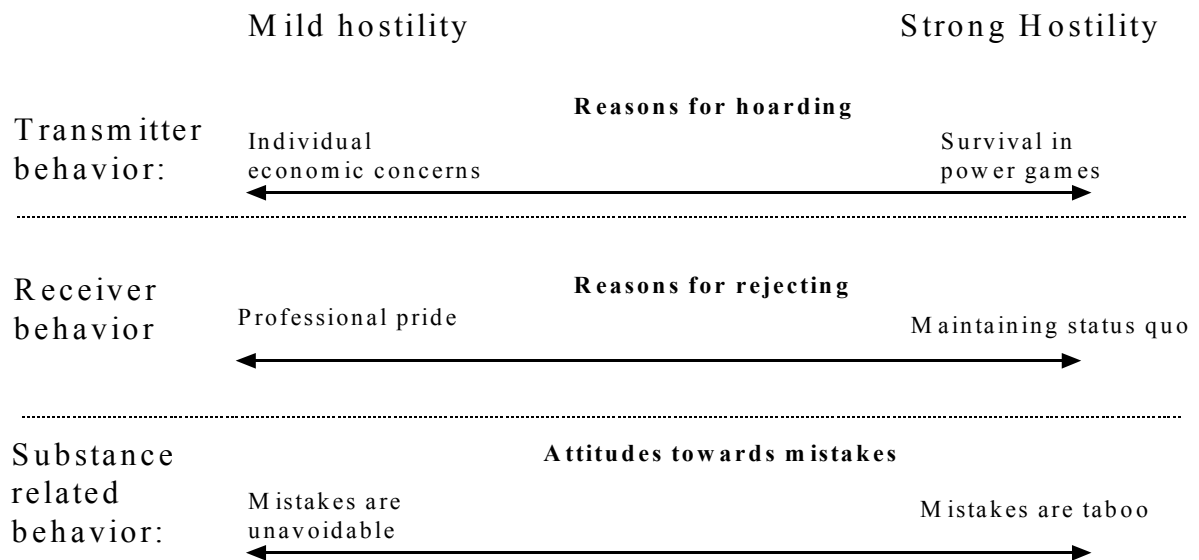 Mild hostility Strong Hostility
Reasons for hoarding
Transmitter
behavior:
Individual
economic concerns
Survival in
power games
Reasons for rejecting
Receiver
behavior
Professional pride
Maintaining status quo
Attitudes towards mistakes
Substance
related
behavior:
Mistakes are
unavoidable
Mistakes are taboo